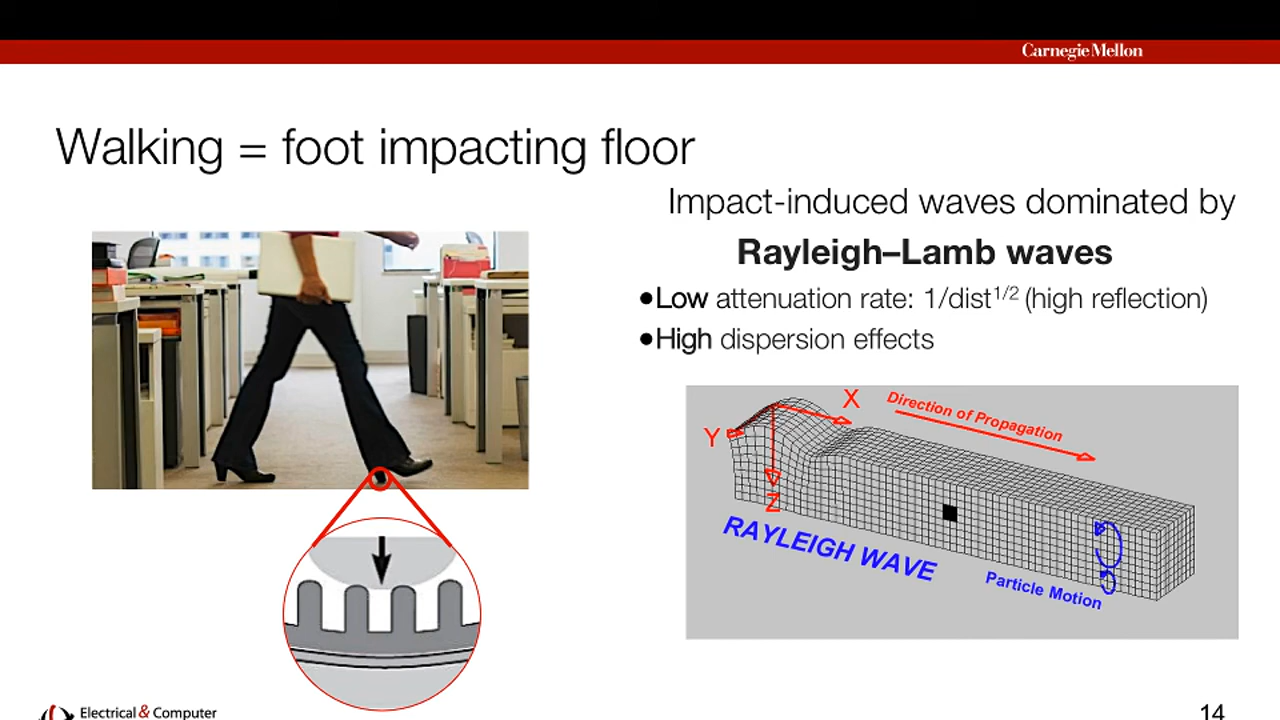 Carnegie Mellon
Walking = foot impacting floor
Impact-induced waves dominated by
Rayleigh–Lamb waves
●Low attenuation rate: 1/dist1/2 (high reflection)
●High dispersion effects
X
Direction of Propagation
Y
Z
RAYLEIGH WAVE
Particle Motion
Electrical & Computer
14